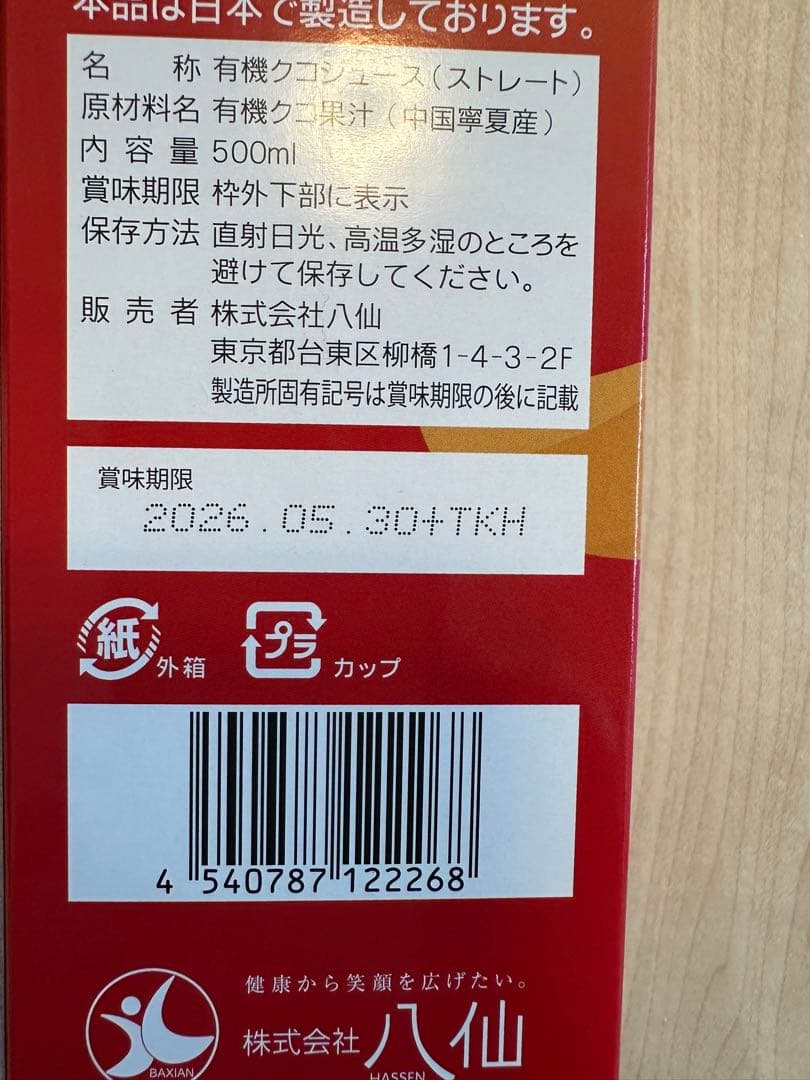 本品は日本で製造しております。
名 称 有機クコジュース(ストレート)
原材料名 有機クコ果汁(中国寧夏産)
内容量 500ml
賞味期限 枠外下部に表示
保存方法 直射日光、高温多湿のところを
避けて保存してください。
販売者 株式会社八仙
東京都台東区柳橋1-4-3-2F
製造所固有記号は賞味期限の後に記載
賞味期限
2026.05.30+TKH
紙 外箱 プラ カップ
4 540787 122268
健康から笑顔を広げたい。
株式会社 八仙
BAXIAN HASSEN